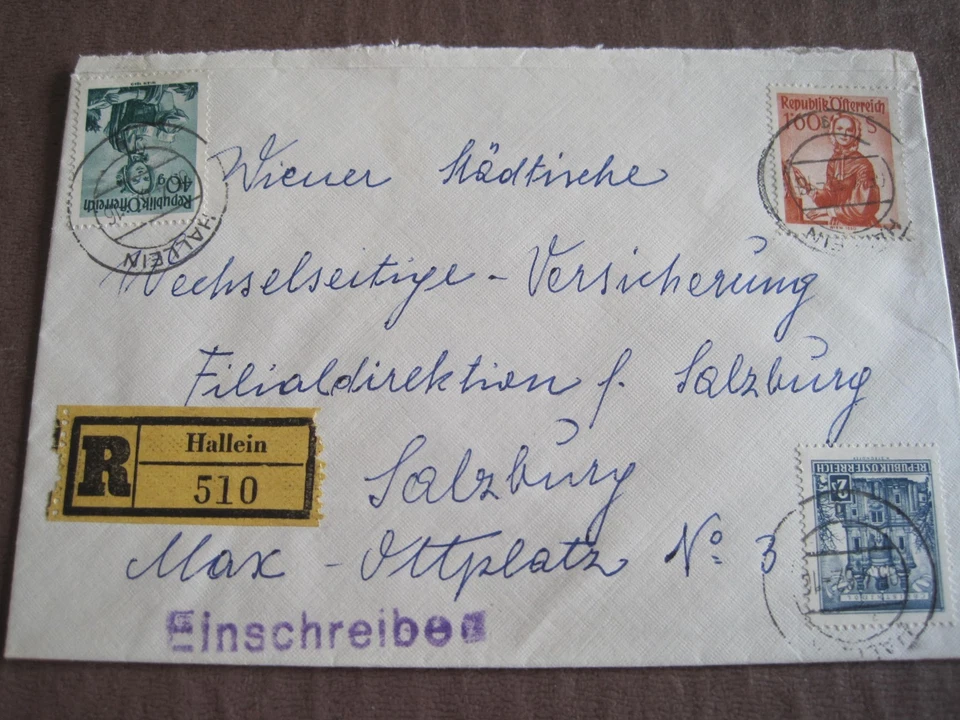 40g
Republik Österreich
HALLEIN
Republik Österreich
1'00 S
HALLEIN
Wiener Städtische
Wechselseitige - Versicherung
Filialdirektion f. Salzburg
R
Hallein
510
Salzburg
Max - Ottplatz No 3
Einschreiben
REPUBLIK ÖSTERREICH
2